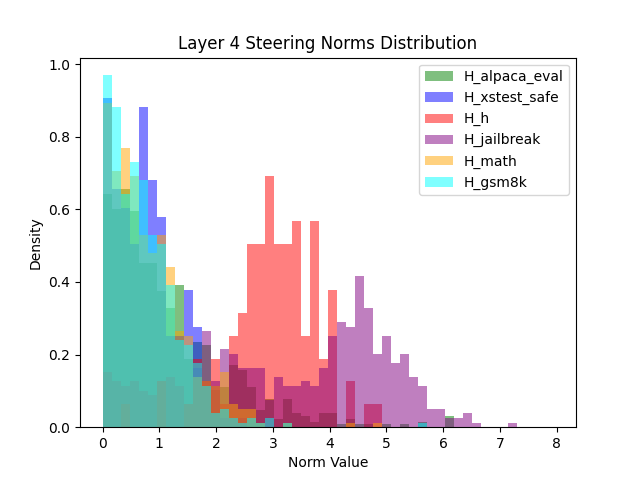 Layer 4 Steering Norms Distribution
1.0
0.8
0.6
0.4
0.2
0.0
Density
H_alpaca_eval
H_xstest_safe
H_h
H_jailbreak
H_math
H_gsm8k
0 1 2 3 4 5 6 7 8
Norm Value